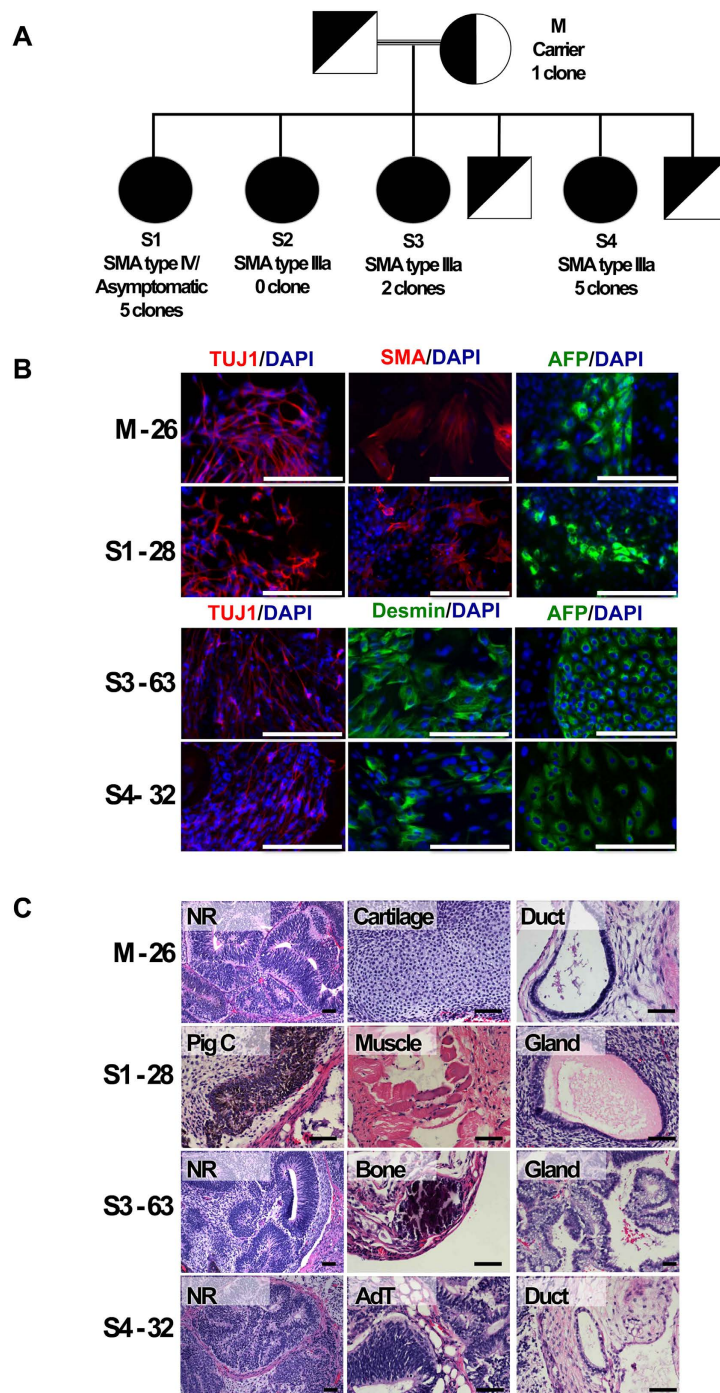 A
M
Carrier
1 clone
S1
SMA type IV/
Asymptomatic
5 clones
S2
SMA type IIIa
0 clone
S3
SMA type IIIa
2 clones
S4
SMA type IIIa
5 clones
B
TUJ1/DAPI SMA/DAPI AFP/DAPI
M-26
S1-28
TUJ1/DAPI Desmin/DAPI AFP/DAPI
S3-63
S4-32
C
NR Cartilage Duct
M-26
Pig C Muscle Gland
S1-28
NR Bone Gland
S3-63
NR AdT Duct
S4-32